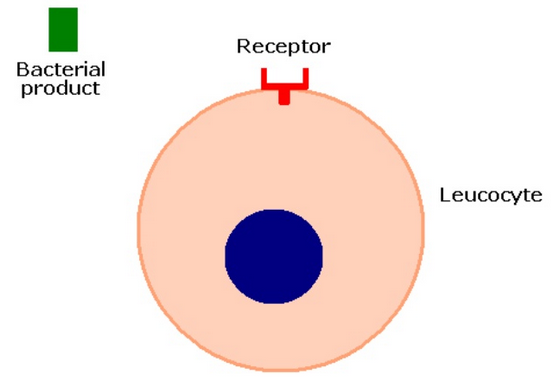 Receptor
Bacterial
product
Leucocyte